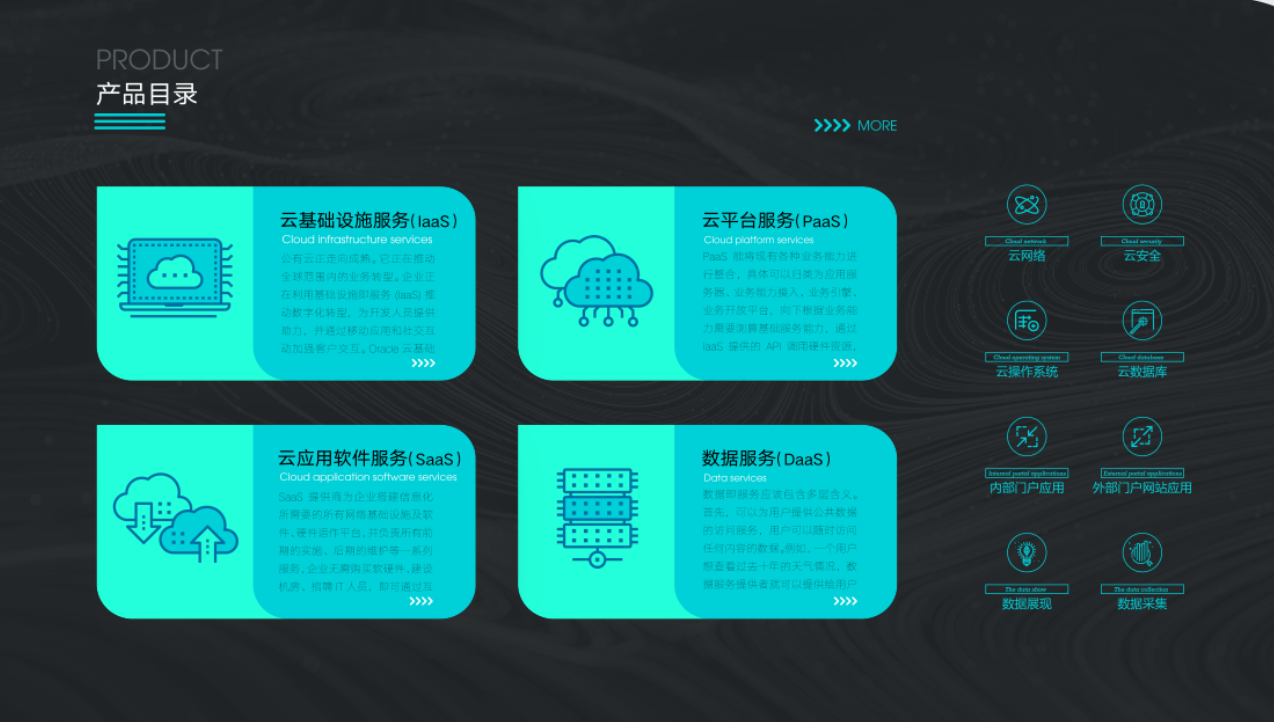 PRODUCT
产品目录
MORE
云基础设施服务(IaaS)
Cloud infrastructure services
公有云正走向成熟。它正在推动
全球范围内的业务转型。企业正
在利用基础设施即服务 (IaaS) 推
动数字化转型，为开发人员提供
助力，并通过移动应用和社交互
动加强客户交互。Oracle 云基础
云平台服务(PaaS)
Cloud platform services
PaaS 能将现有各种业务能力进
行整合，具体可以归类为应用服
务器、业务能力接入、业务引擎、
业务开放平台，向下根据业务能
力需要测算基础服务能力，通过
IaaS 提供的 API 调用硬件资源，
云应用软件服务(SaaS)
Cloud application software services
SaaS 提供商为企业搭建信息化
所需要的所有网络基础设施及软
件、硬件运作平台，并负责所有前
期的实施、后期的维护等一系列
服务，企业无需购买软硬件、建设
机房、招聘 IT 人员，即可通过互
数据服务(DaaS)
Data services
数据即服务应该包含多层含义。
首先，可以为用户提供公共数据
的访问服务，用户可以随时访问
任何内容的数据。例如，一个用户
想查看过去十年的天气情况，数
据服务提供者就可以提供给用户
Cloud network
云网络
Cloud security
云安全
Cloud operating system
云操作系统
Cloud database
云数据库
Internal portal applications
内部门户应用
External portal applications
外部门户网站应用
The data show
数据展现
The data collection
数据采集